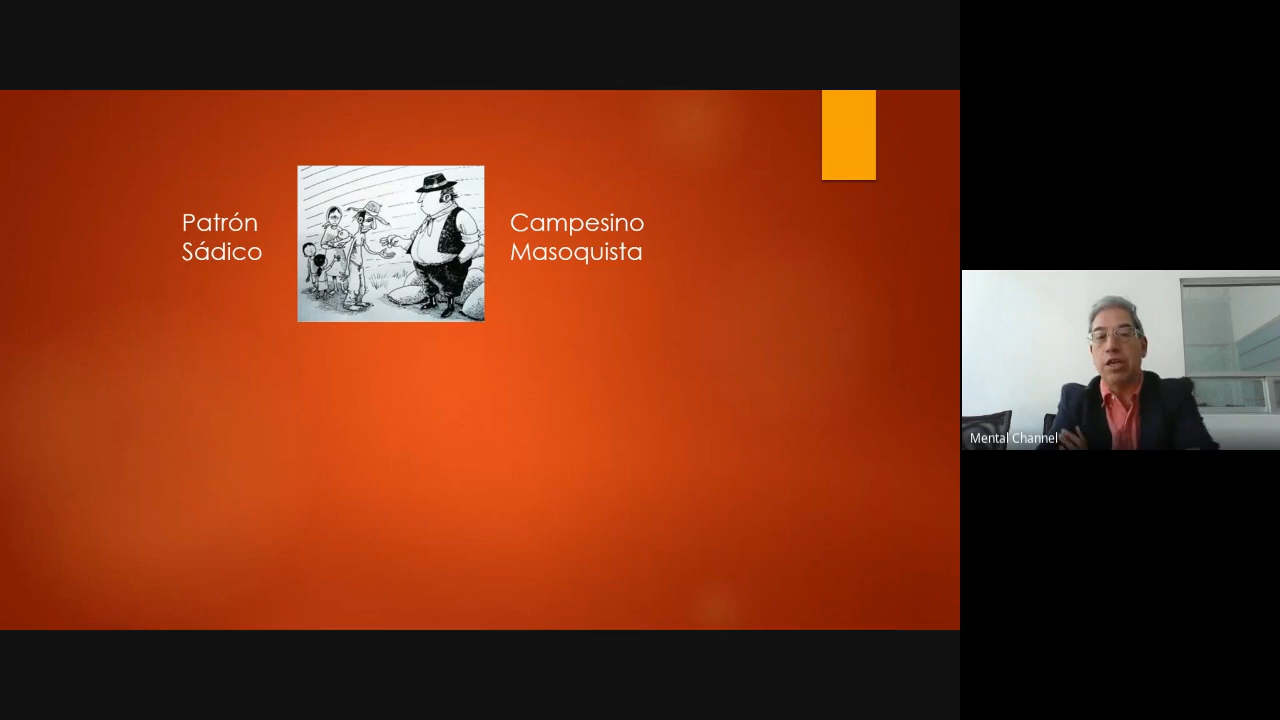 Patrón
Sádico
Campesino
Masoquista
Mental Channel